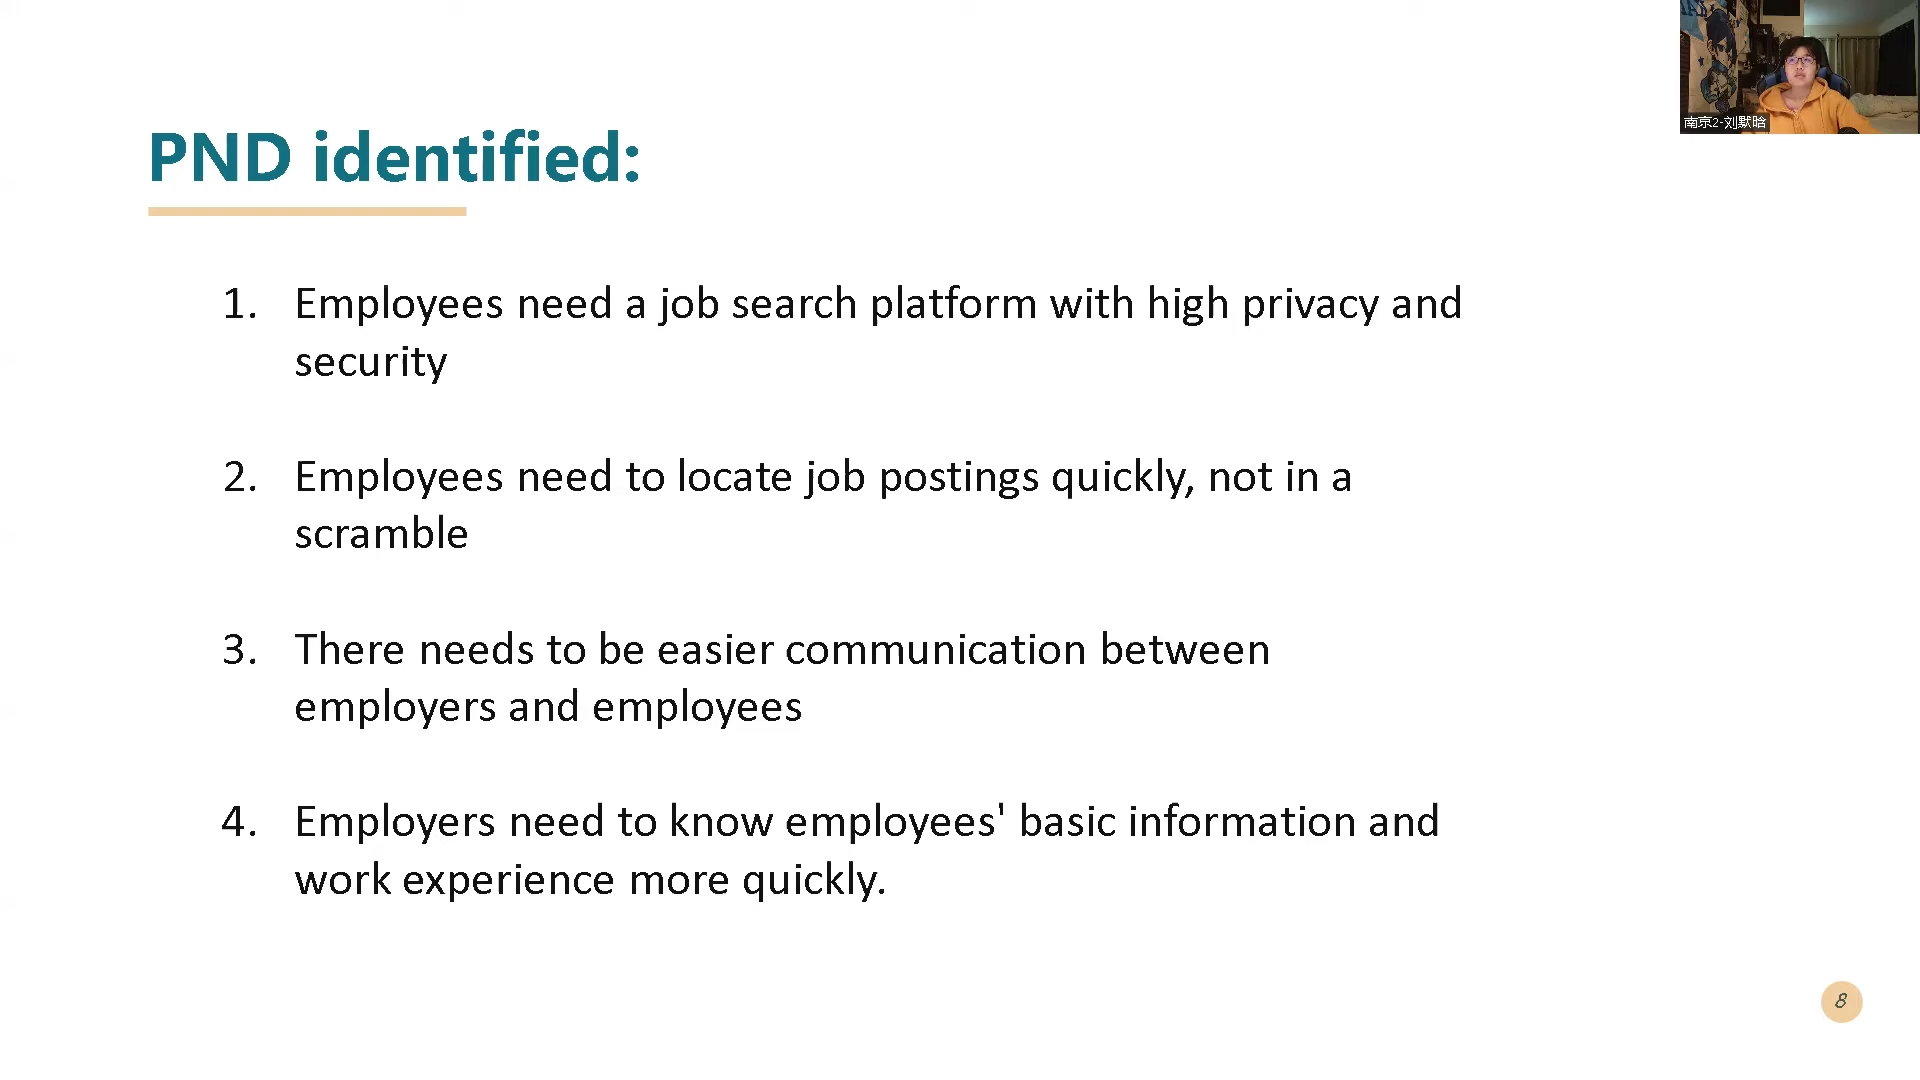 PND identified:
1. Employees need a job search platform with high privacy and
security
2. Employees need to locate job postings quickly, not in a
scramble
3. There needs to be easier communication between
employers and employees
4. Employers need to know employees' basic information and
work experience more quickly.
南京2-刘默晗
8